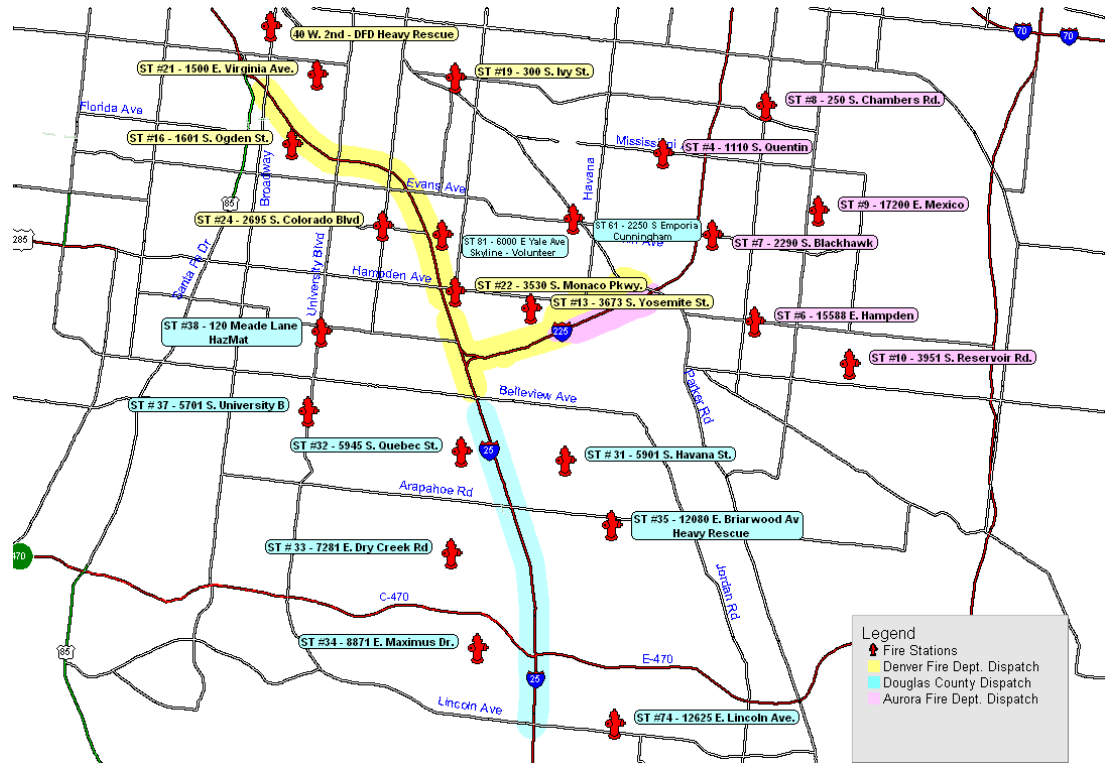 40 W. 2nd - DFD Heavy Rescue
70
70
ST #21 - 1500 E. Virginia Ave.
ST #19 - 300 S. Ivy St.
ST #8 - 250 S. Chambers Rd.
Florida Ave
ST #16 - 1601 S. Ogden St.
Broadway
Mississippi
ST #4 - 1110 S. Quentin
Havana
Evans Ave
85
ST #9 - 17200 E. Mexico
ST #24 - 2695 S. Colorado Blvd
ST 61 - 2250 S Emporia
Cunningham
Ave
ST #7 - 2290 S. Blackhawk
285
ST 81 - 6000 E Yale Ave
Skyline - Volunteer
Santa Fe Dr
University Blvd
Hampden Ave
ST #22 - 3530 S. Monaco Pkwy.
ST #13 - 3673 S. Yosemite St.
ST #38 - 120 Meade Lane
HazMat
225
ST #6 - 15588 E. Hampden
ST #10 - 3951 S. Reservoir Rd.
Belleview Ave
Parker Rd
ST # 37 - 5701 S. University B
ST #32 - 5945 S. Quebec St.
25
ST # 31 - 5901 S. Havana St.
Arapahoe Rd
ST #35 - 12080 E. Briarwood Av
Heavy Rescue
ST # 33 - 7281 E. Dry Creek Rd
470
Jordan Rd
C-470
ST #34 - 8871 E. Maximus Dr.
85
E-470
25
Lincoln Ave
ST #74 - 12625 E. Lincoln Ave.
Legend
Fire Stations
Denver Fire Dept. Dispatch
Douglas County Dispatch
Aurora Fire Dept. Dispatch